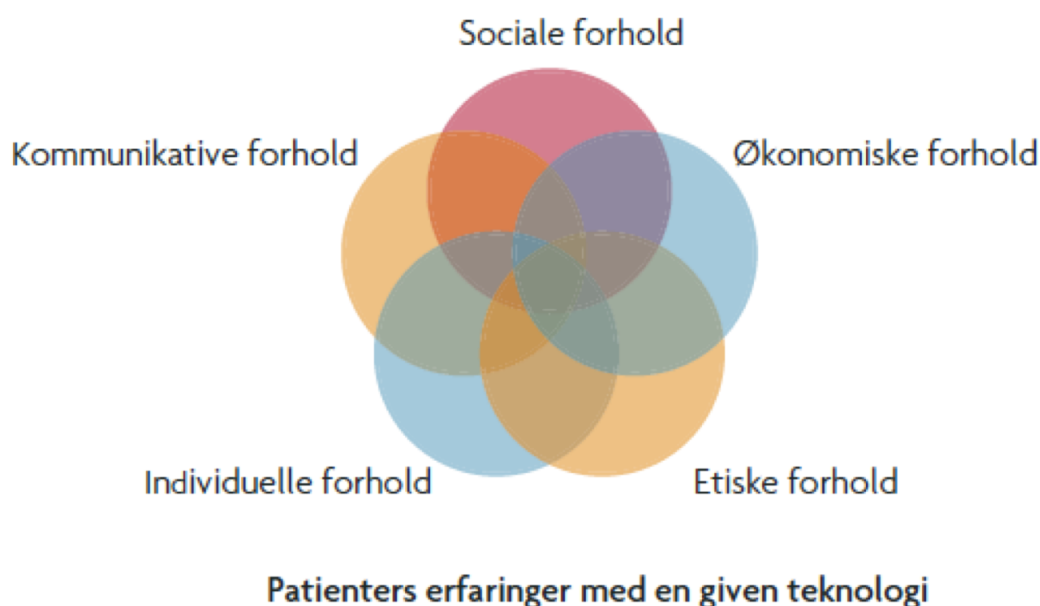 Sociale forhold
Kommunikative forhold
Økonomiske forhold
Individuelle forhold
Etiske forhold
Patienters erfaringer med en given teknologi